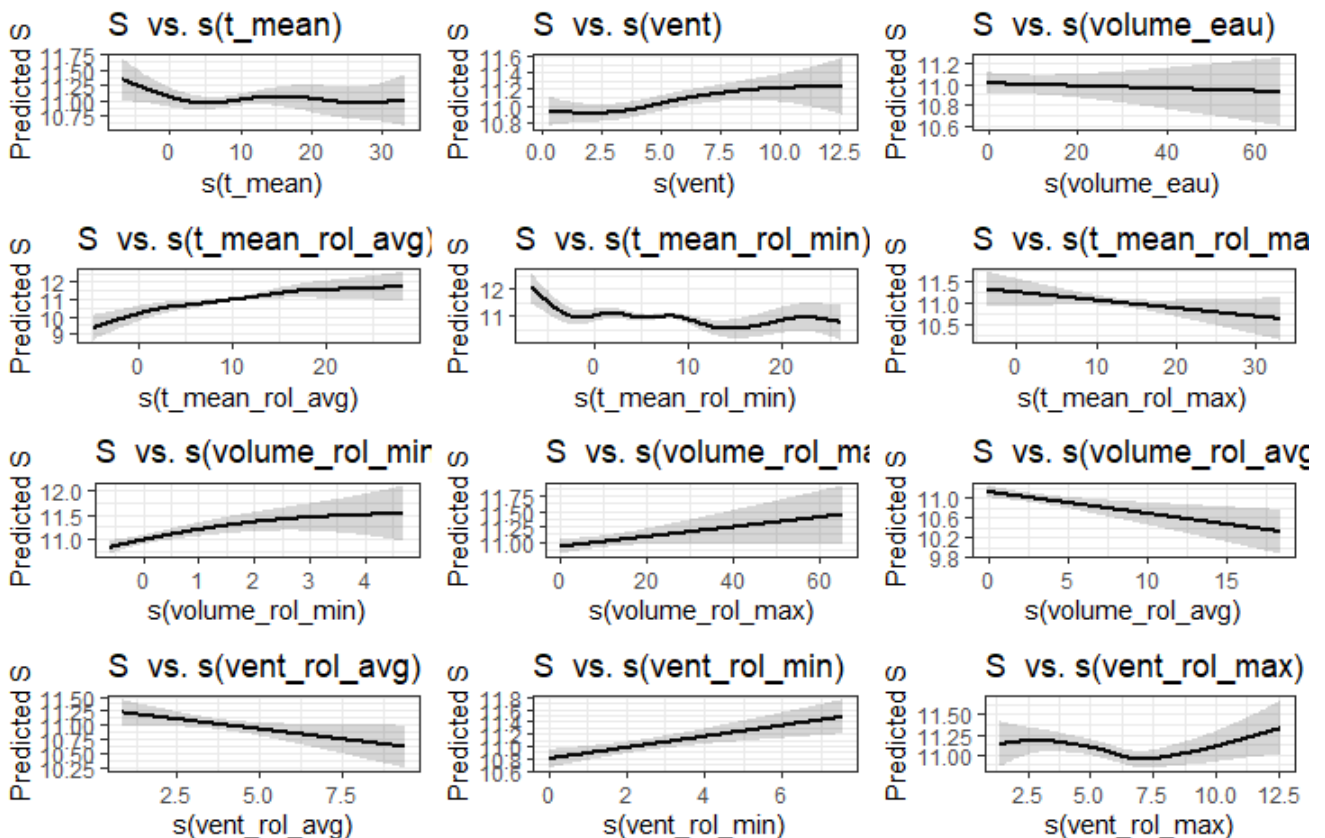 S vs. s(t_mean)
Predicted S
11.75
11.50
11.25
11.00
10.75
0
10
20
30
s(t_mean)
S vs. s(vent)
Predicted S
11.6
11.4
11.2
11.0
10.8
0.0
2.5
5.0
7.5
10.0
12.5
s(vent)
S vs. s(volume_eau)
Predicted S
11.2
11.0
10.8
10.6
0
20
40
60
s(volume_eau)
S vs. s(t_mean_rol_avg)
Predicted S
12
11
10
9
0
10
20
s(t_mean_rol_avg)
S vs. s(t_mean_rol_min)
Predicted S
12
11
0
10
20
s(t_mean_rol_min)
S vs. s(t_mean_rol_ma
Predicted S
11.5
11.0
10.5
0
10
20
30
s(t_mean_rol_max)
S vs. s(volume_rol_min
Predicted S
12.0
11.5
11.0
0
1
2
3
4
s(volume_rol_min)
S vs. s(volume_rol_ma
Predicted S
11.75
11.50
11.25
11.00
0
20
40
60
s(volume_rol_max)
S vs. s(volume_rol_avg
Predicted S
11.0
10.6
10.2
9.8
0
5
10
15
s(volume_rol_avg)
S vs. s(vent_rol_avg)
Predicted S
11.50
11.25
11.00
10.75
10.50
10.25
2.5
5.0
7.5
s(vent_rol_avg)
S vs. s(vent_rol_min)
Predicted S
11.8
11.6
11.4
11.2
11.0
10.8
10.6
0
2
4
6
s(vent_rol_min)
S vs. s(vent_rol_max)
Predicted S
11.50
11.25
11.00
2.5
5.0
7.5
10.0
12.5
s(vent_rol_max)